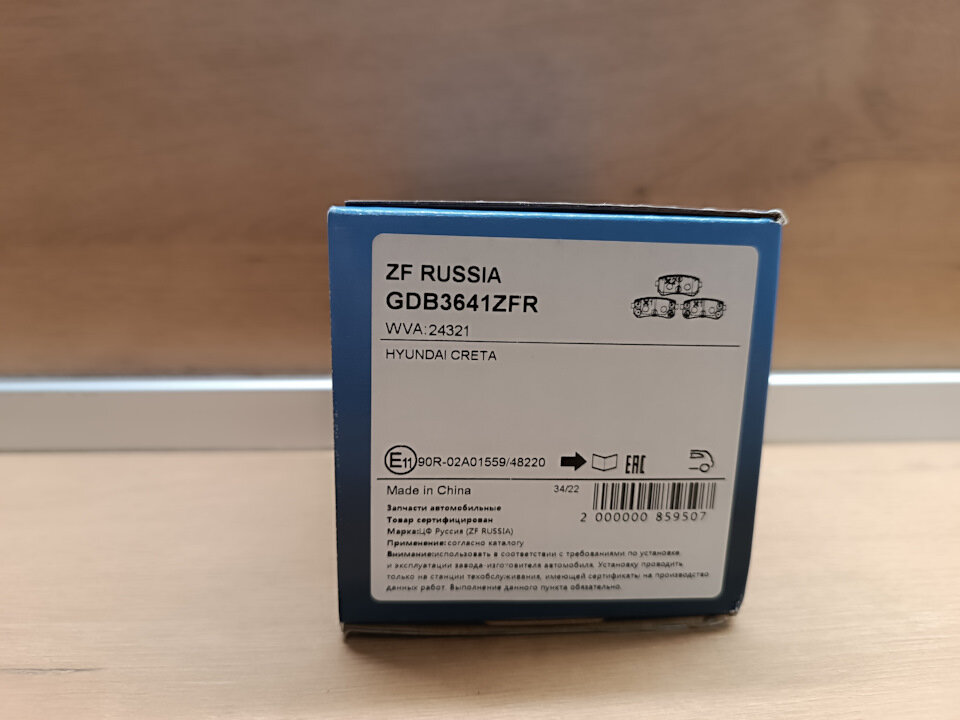 ZF RUSSIA
GDB3641ZFR
WVA:24321
HYUNDAI CRETA
E11 90R-02A01559/48220 EAC
Made in China 34/22
2 000000 859507
Запчасти автомобильные
Товар сертифицирован
Марка:ЦФ Руссия (ZF RUSSIA)
Применение:согласно каталогу
Внимание:использовать в соответствии с требованиями по установке,
и эксплуатации завода-изготовителя автомобиля. Установку проводить
только на станции техобслуживания, имеющей сертификаты на производство
данных работ. Выполнение данного пункта обязательно.